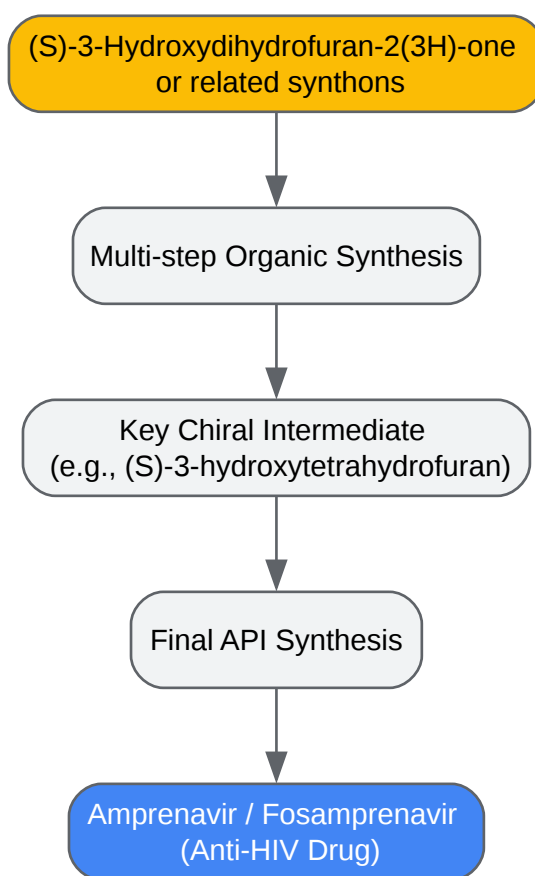 (S)-3-Hydroxydihydrofuran-2(3H)-one
or related synthons
Multi-step Organic Synthesis
Key Chiral Intermediate
(e.g., (S)-3-hydroxytetrahydrofuran)
Final API Synthesis
Amprenavir / Fosamprenavir
(Anti-HIV Drug)